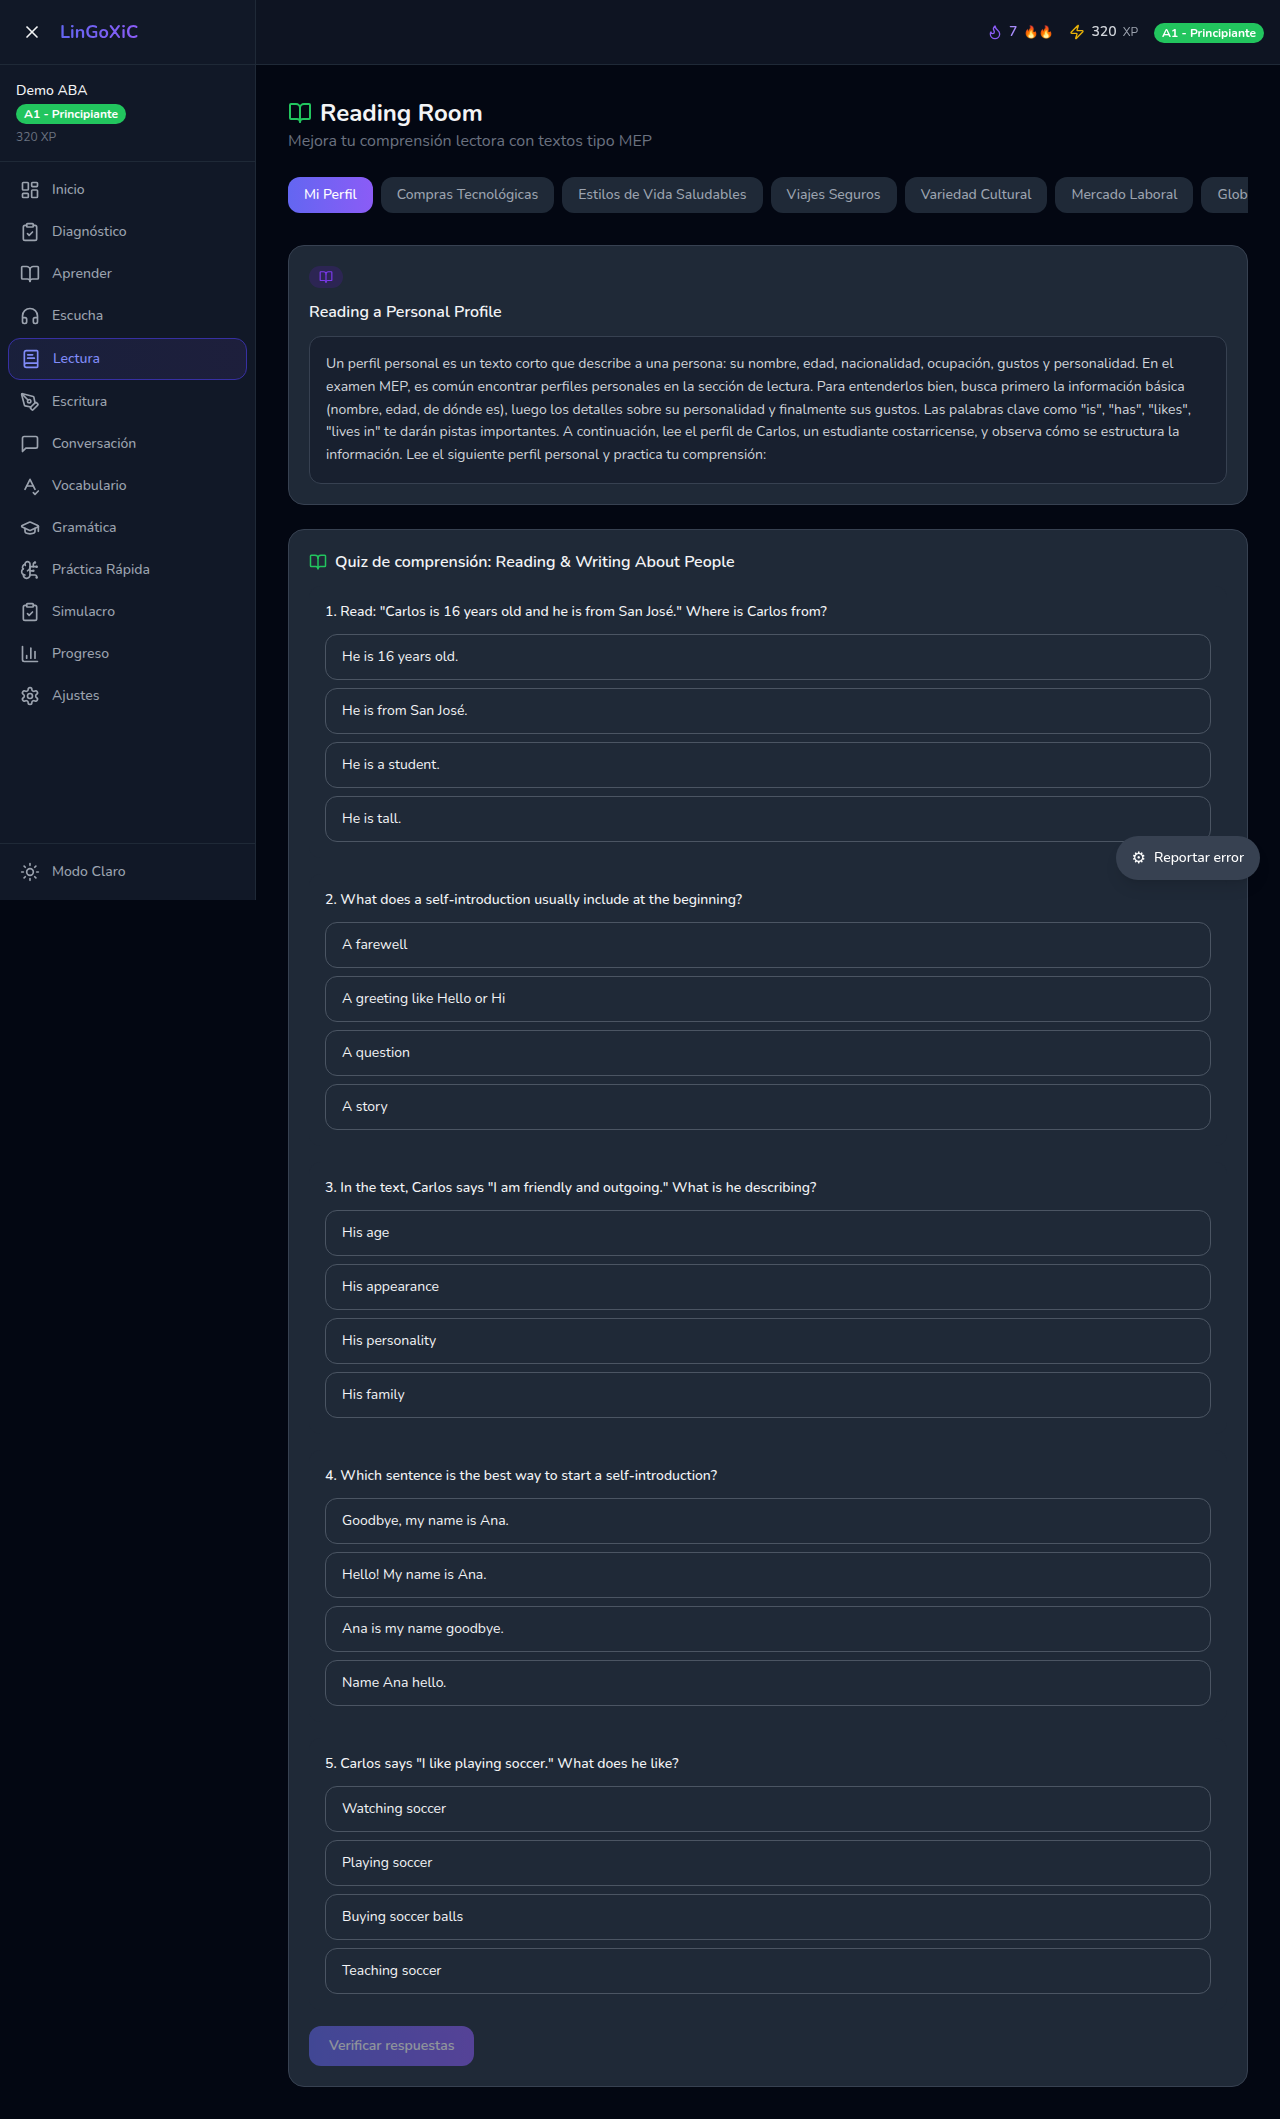 LinGoXiC
7 🔥🔥 320 XP A1 - Principiante
Demo ABA
A1 - Principiante
320 XP
Inicio
Diagnóstico
Aprender
Escucha
Lectura
Escritura
Conversación
Vocabulario
Gramática
Práctica Rápida
Simulacro
Progreso
Ajustes
Modo Claro
Reading Room
Mejora tu comprensión lectora con textos tipo MEP
Mi Perfil Compras Tecnológicas Estilos de Vida Saludables Viajes Seguros Variedad Cultural Mercado Laboral Glob
Reading a Personal Profile
Un perfil personal es un texto corto que describe a una persona: su nombre, edad, nacionalidad, ocupación, gustos y personalidad. En el
examen MEP, es común encontrar perfiles personales en la sección de lectura. Para entenderlos bien, busca primero la información básica
(nombre, edad, de dónde es), luego los detalles sobre su personalidad y finalmente sus gustos. Las palabras clave como "is", "has", "likes",
"lives in" te darán pistas importantes. A continuación, lee el perfil de Carlos, un estudiante costarricense, y observa cómo se estructura la
información. Lee el siguiente perfil personal y practica tu comprensión:
Quiz de comprensión: Reading & Writing About People
1. Read: "Carlos is 16 years old and he is from San José." Where is Carlos from?
He is 16 years old.
He is from San José.
He is a student.
He is tall.
Reportar error
2. What does a self-introduction usually include at the beginning?
A farewell
A greeting like Hello or Hi
A question
A story
3. In the text, Carlos says "I am friendly and outgoing." What is he describing?
His age
His appearance
His personality
His family
4. Which sentence is the best way to start a self-introduction?
Goodbye, my name is Ana.
Hello! My name is Ana.
Ana is my name goodbye.
Name Ana hello.
5. Carlos says "I like playing soccer." What does he like?
Watching soccer
Playing soccer
Buying soccer balls
Teaching soccer
Verificar respuestas